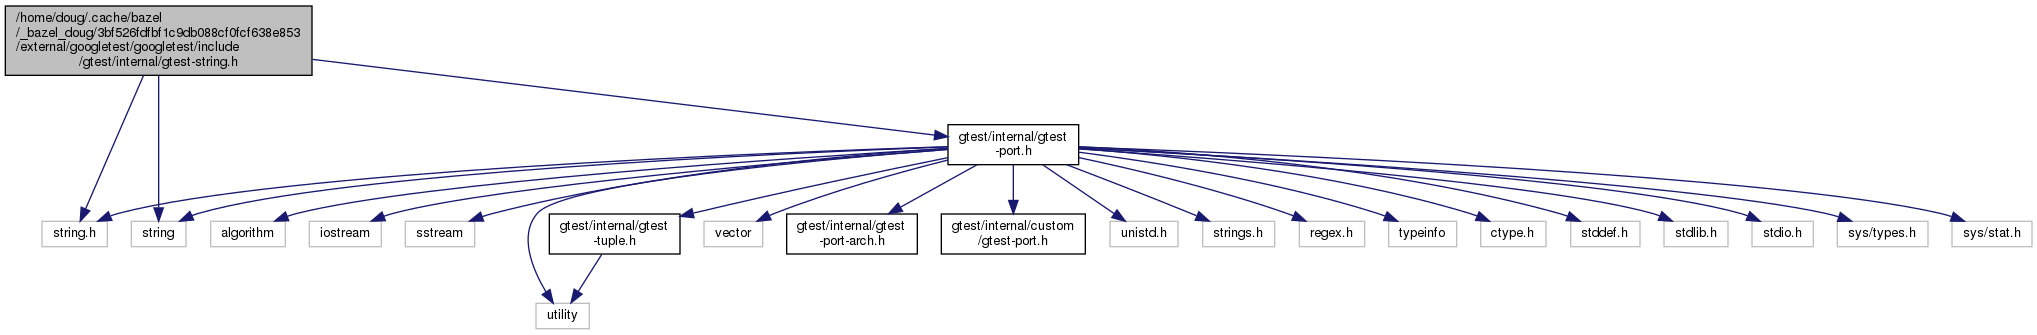 /home/doug/.cache/bazel
/_bazel_doug/3bf526fdfbf1c9db088cf0fcf638e853
/external/googletest/googletest/include
/gtest/internal/gtest-string.h
gtest/internal/gtest
-port.h
string.h
string
algorithm
iostream
sstream
gtest/internal/gtest
-tuple.h
vector
gtest/internal/gtest
-port-arch.h
gtest/internal/custom
/gtest-port.h
unistd.h
strings.h
regex.h
typeinfo
ctype.h
stddef.h
stdlib.h
stdio.h
sys/types.h
sys/stat.h
utility